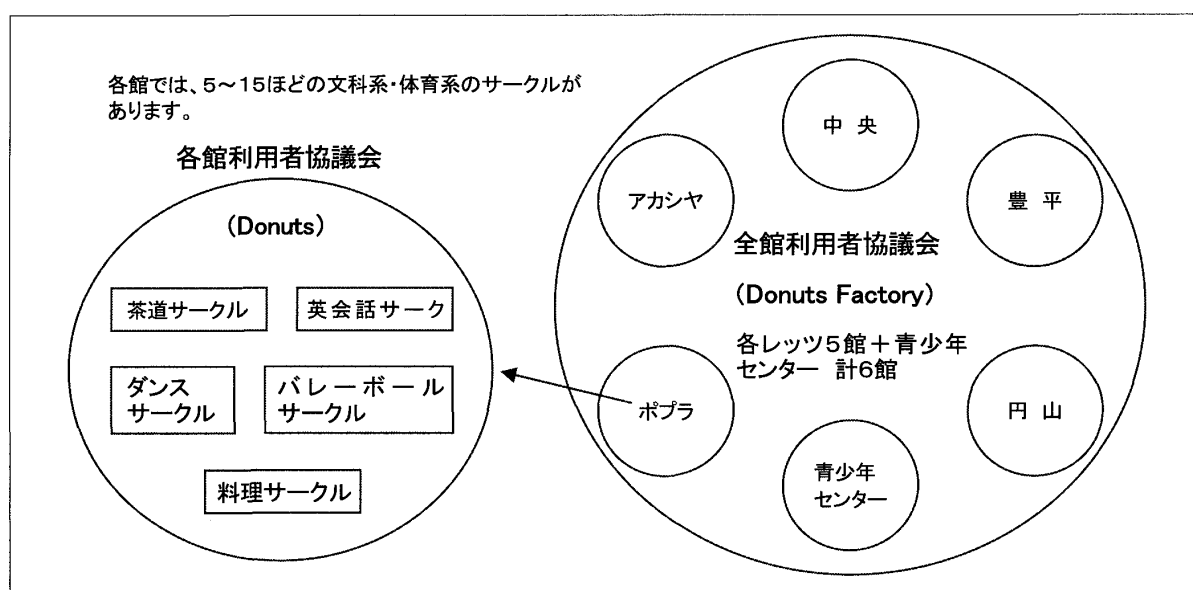 各館では、5～15ほどの文科系・体育系のサークルが
あります。
各館利用者協議会
(Donuts)
茶道サークル
英会話サーク
ダンス
サークル
バレーボール
サークル
料理サークル
中 央
アカシヤ
豊 平
全館利用者協議会
(Donuts Factory)
各レッツ5館＋青少年
センター 計6館
ポプラ
円 山
青少年
センター